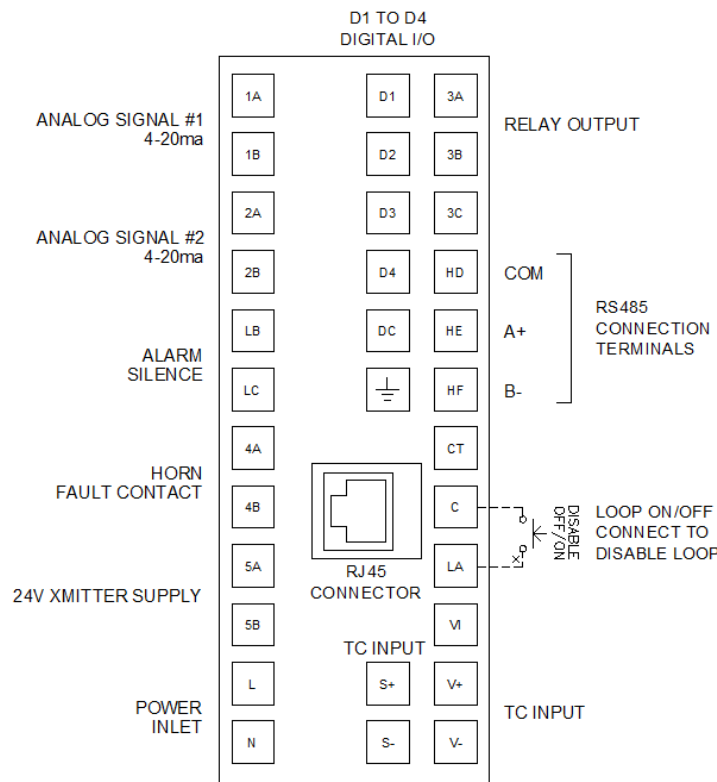 D1 TO D4
DIGITAL I/O
1A D1 3A
ANALOG SIGNAL #1
4-20ma
RELAY OUTPUT
1B D2 3B
2A D3 3C
ANALOG SIGNAL #2
4-20ma
2B D4 HD COM
RS485
CONNECTION
TERMINALS
LB DC HE A+
ALARM
SILENCE
LC HF B-
4A CT
HORN
FAULT CONTACT
4B C
LOOP ON/OFF
CONNECT TO
DISABLE LOOP
DISABLE
OFF/ON
5A LA
RJ45
CONNECTOR
24V XMITTER SUPPLY
5B VI
TC INPUT
L S+ V+
POWER
INLET
TC INPUT
N S- V-